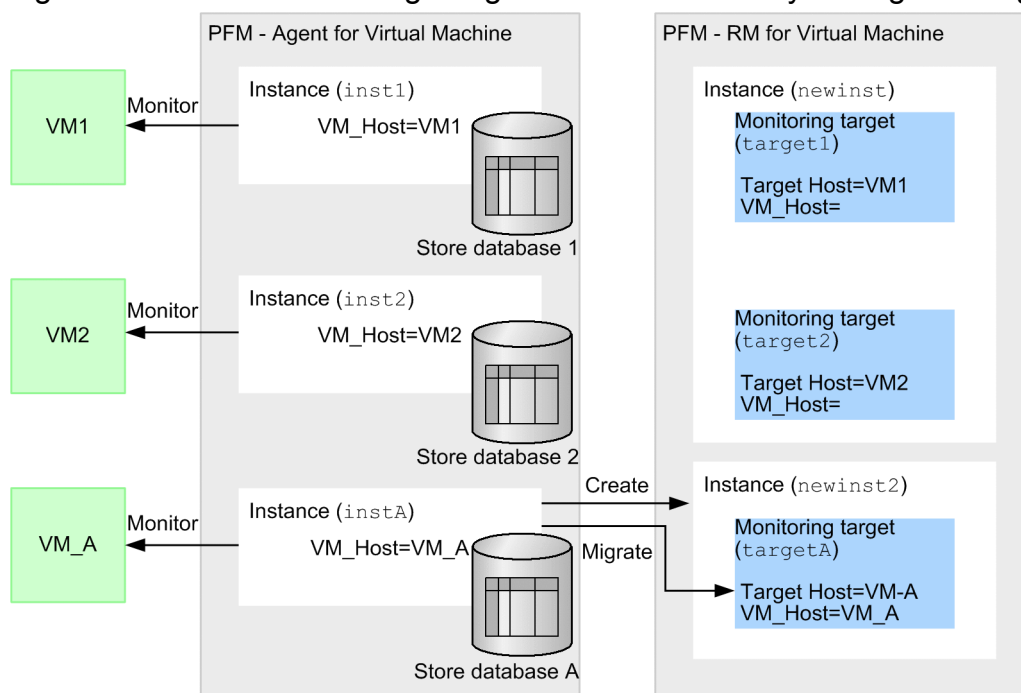 PFM - Agent for Virtual Machine
PFM - RM for Virtual Machine
VM1
Monitor
Instance (inst1)
VM_Host=VM1
Store database 1
VM2
Monitor
Instance (inst2)
VM_Host=VM2
Store database 2
VM_A
Monitor
Instance (instA)
VM_Host=VM_A
Store database A
Create
Migrate
Instance (newinst)
Monitoring target
(target1)
Target Host=VM1
VM_Host=
Monitoring target
(target2)
Target Host=VM2
VM_Host=
Instance (newinst2)
Monitoring target
(targetA)
Target Host=VM-A
VM_Host=VM_A